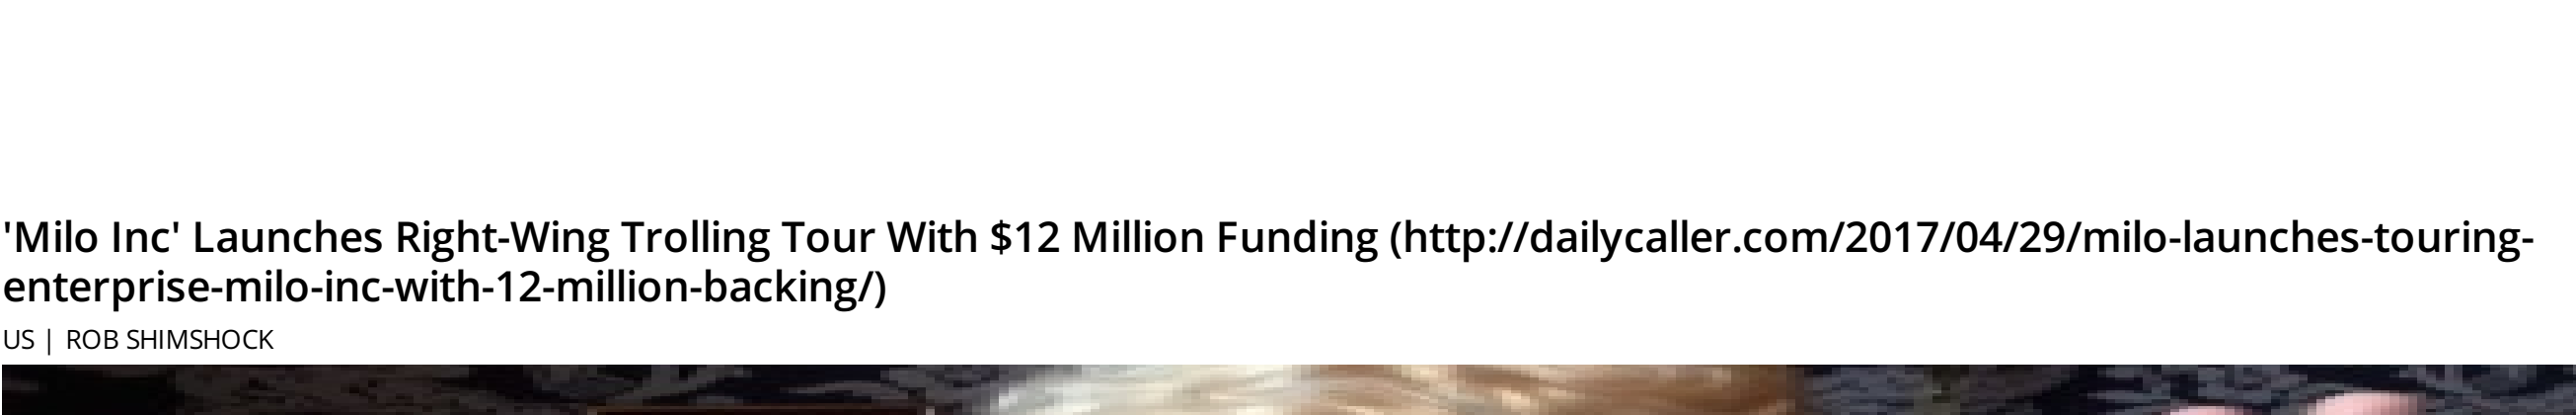 'Milo Inc' Launches Right-Wing Trolling Tour With $12 Million Funding (http://dailycaller.com/2017/04/29/milo-launches-touring-
enterprise-milo-inc-with-12-million-backing/)
US | ROB SHIMSHOCK